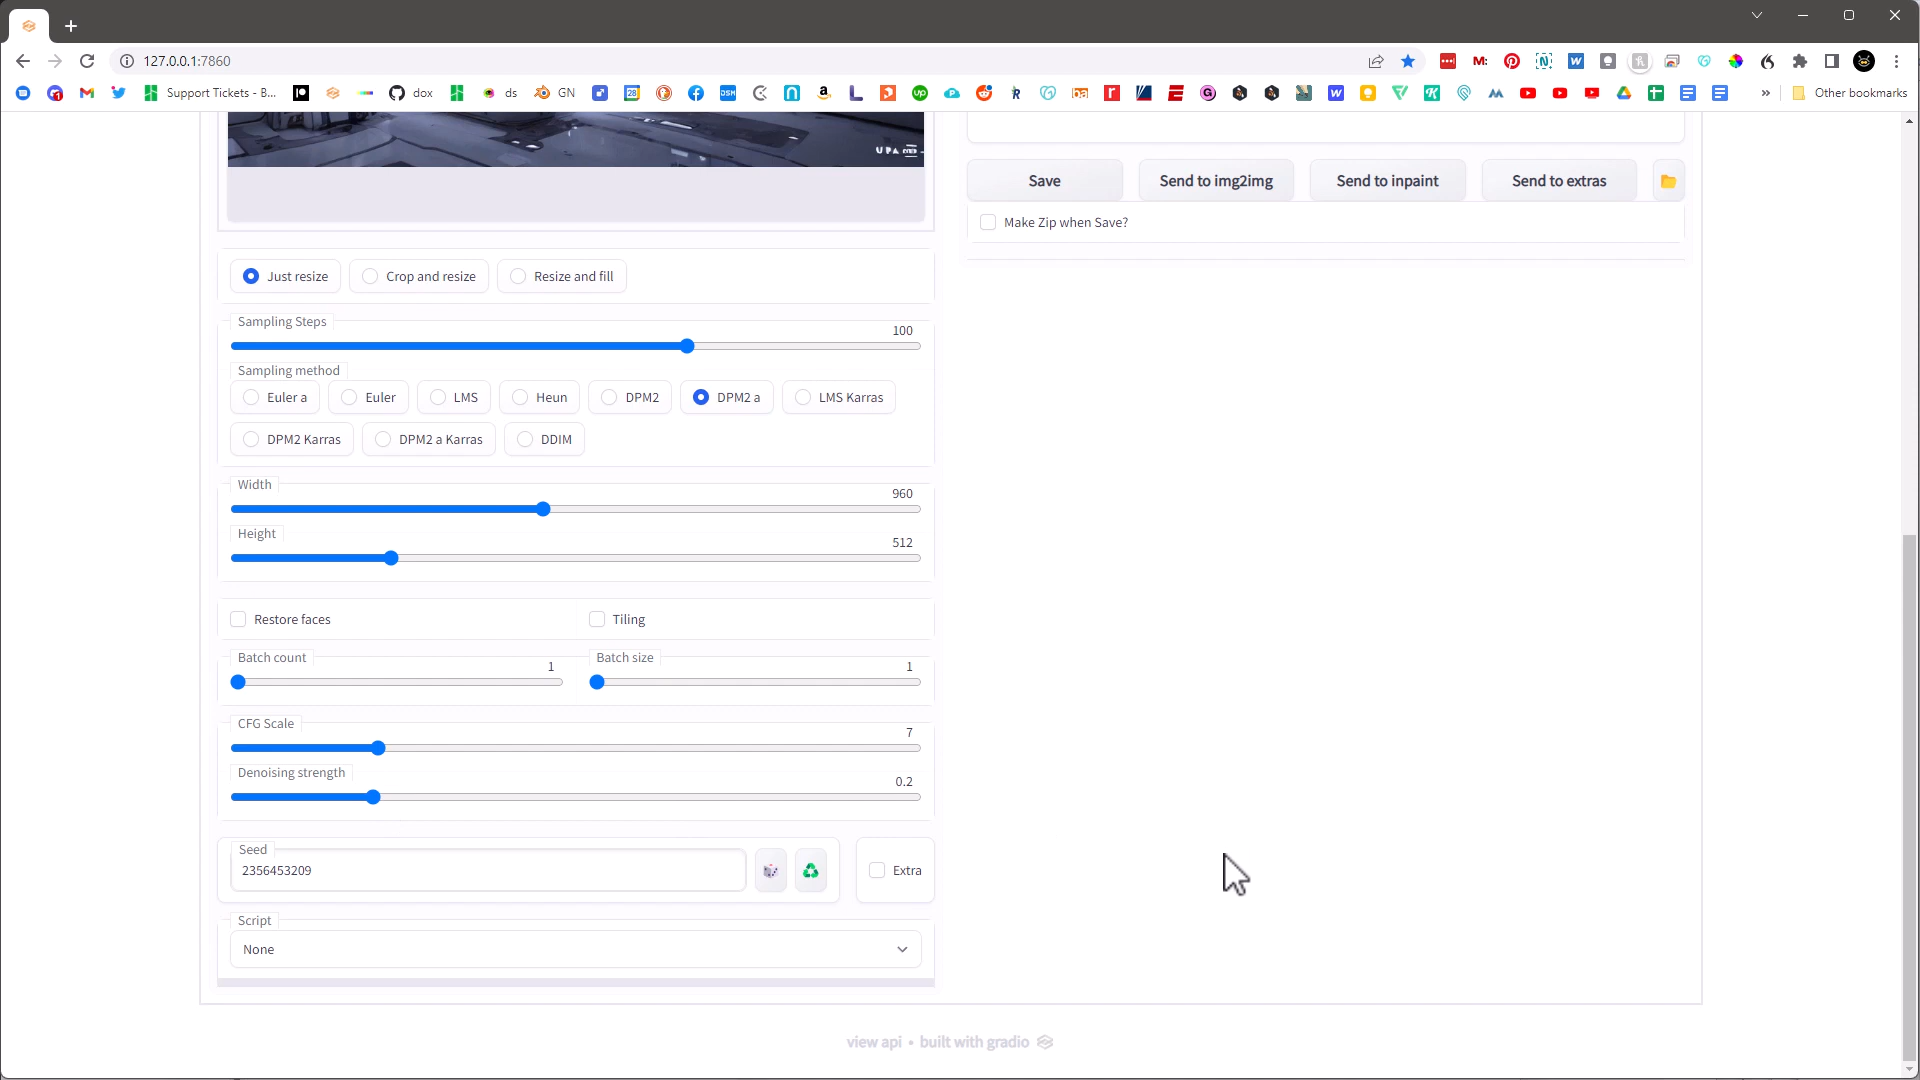 127.0.0.1:7860
Support Tickets - B...
dox
ds
GN
Other bookmarks
Save
Send to img2img
Send to inpaint
Send to extras
Make Zip when Save?
Just resize
Crop and resize
Resize and fill
Sampling Steps
100
Sampling method
Euler a
Euler
LMS
Heun
DPM2
DPM2 a
LMS Karras
DPM2 Karras
DPM2 a Karras
DDIM
Width
960
Height
512
Restore faces
Tiling
Batch count
1
Batch size
1
CFG Scale
7
Denoising strength
0.2
Seed
2356453209
Extra
Script
None
view api • built with gradio